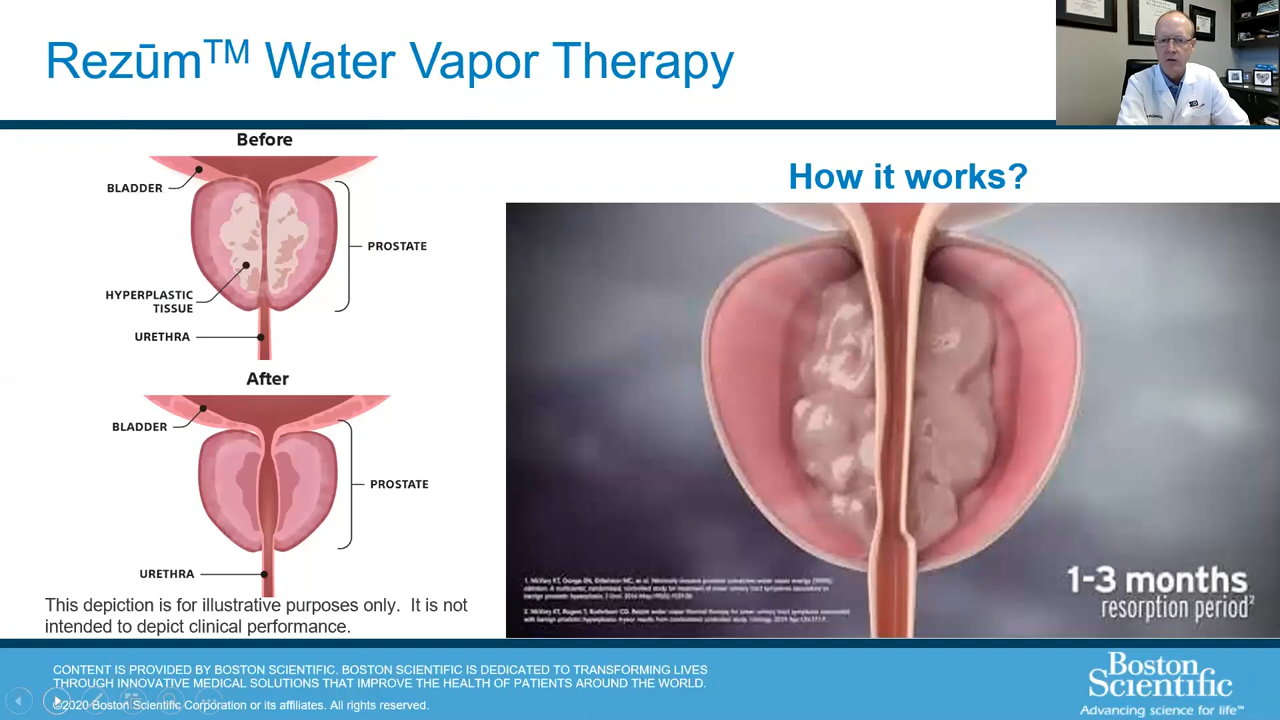 Rezūm™ Water Vapor Therapy
Before
BLADDER
PROSTATE
HYPERPLASTIC
TISSUE
URETHRA
After
BLADDER
PROSTATE
URETHRA
This depiction is for illustrative purposes only. It is not
intended to depict clinical performance.
How it works?
1-3 months
resorption period²
CONTENT IS PROVIDED BY BOSTON SCIENTIFIC. BOSTON SCIENTIFIC IS DEDICATED TO TRANSFORMING LIVES
THROUGH INNOVATIVE MEDICAL SOLUTIONS THAT IMPROVE THE HEALTH OF PATIENTS AROUND THE WORLD.
©2020 Boston Scientific Corporation or its affiliates. All rights reserved.
Boston
Scientific
Advancing science for life™